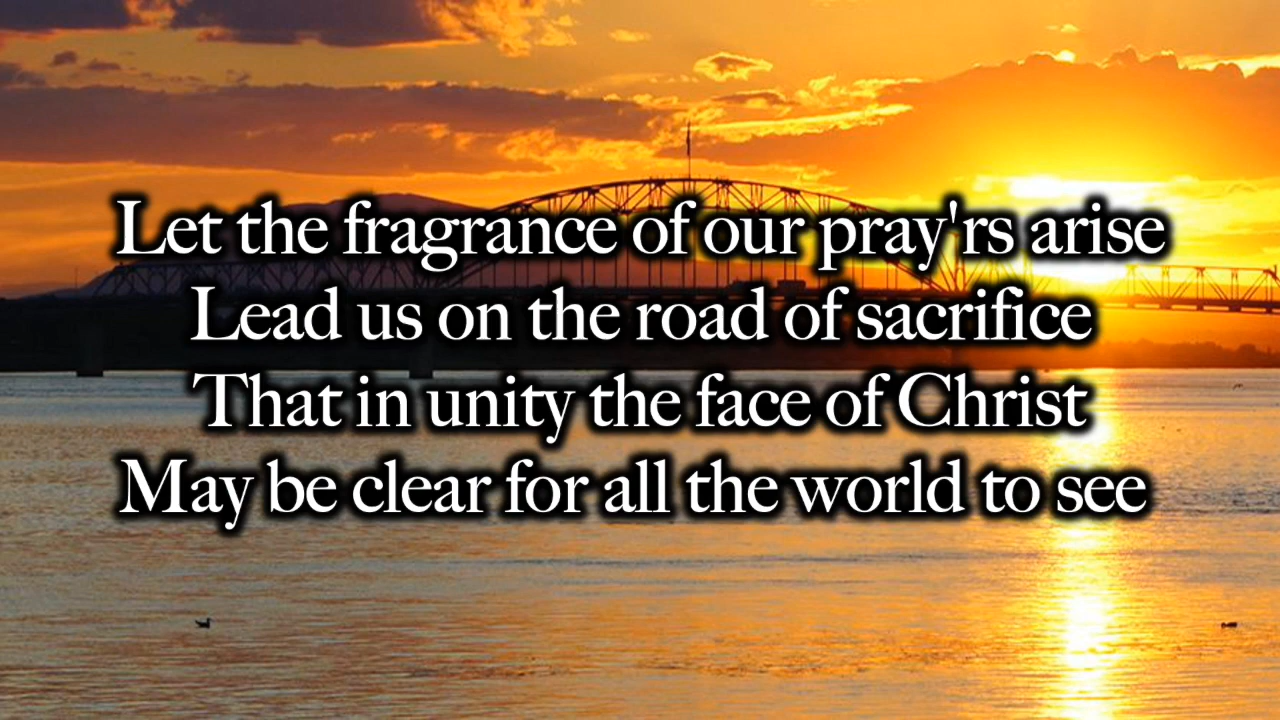 Let the fragrance of our pray'rs arise
Lead us on the road of sacrifice
That in unity the face of Christ
May be clear for all the world to see